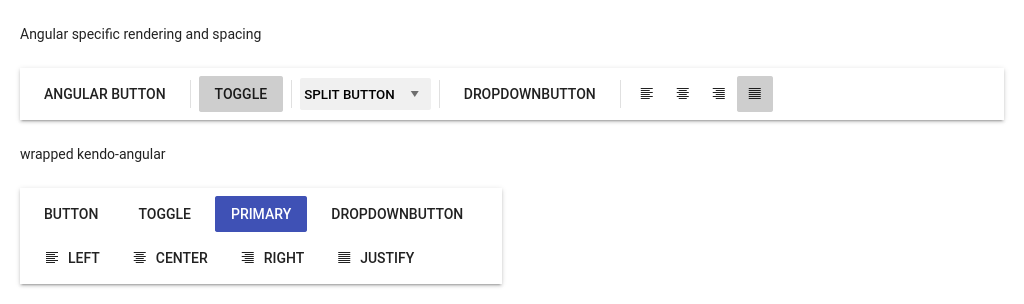 Angular specific rendering and spacing
ANGULAR BUTTON TOGGLE SPLIT BUTTON DROPDOWNBUTTON
wrapped kendo-angular
BUTTON TOGGLE PRIMARY DROPDOWNBUTTON
LEFT CENTER RIGHT JUSTIFY